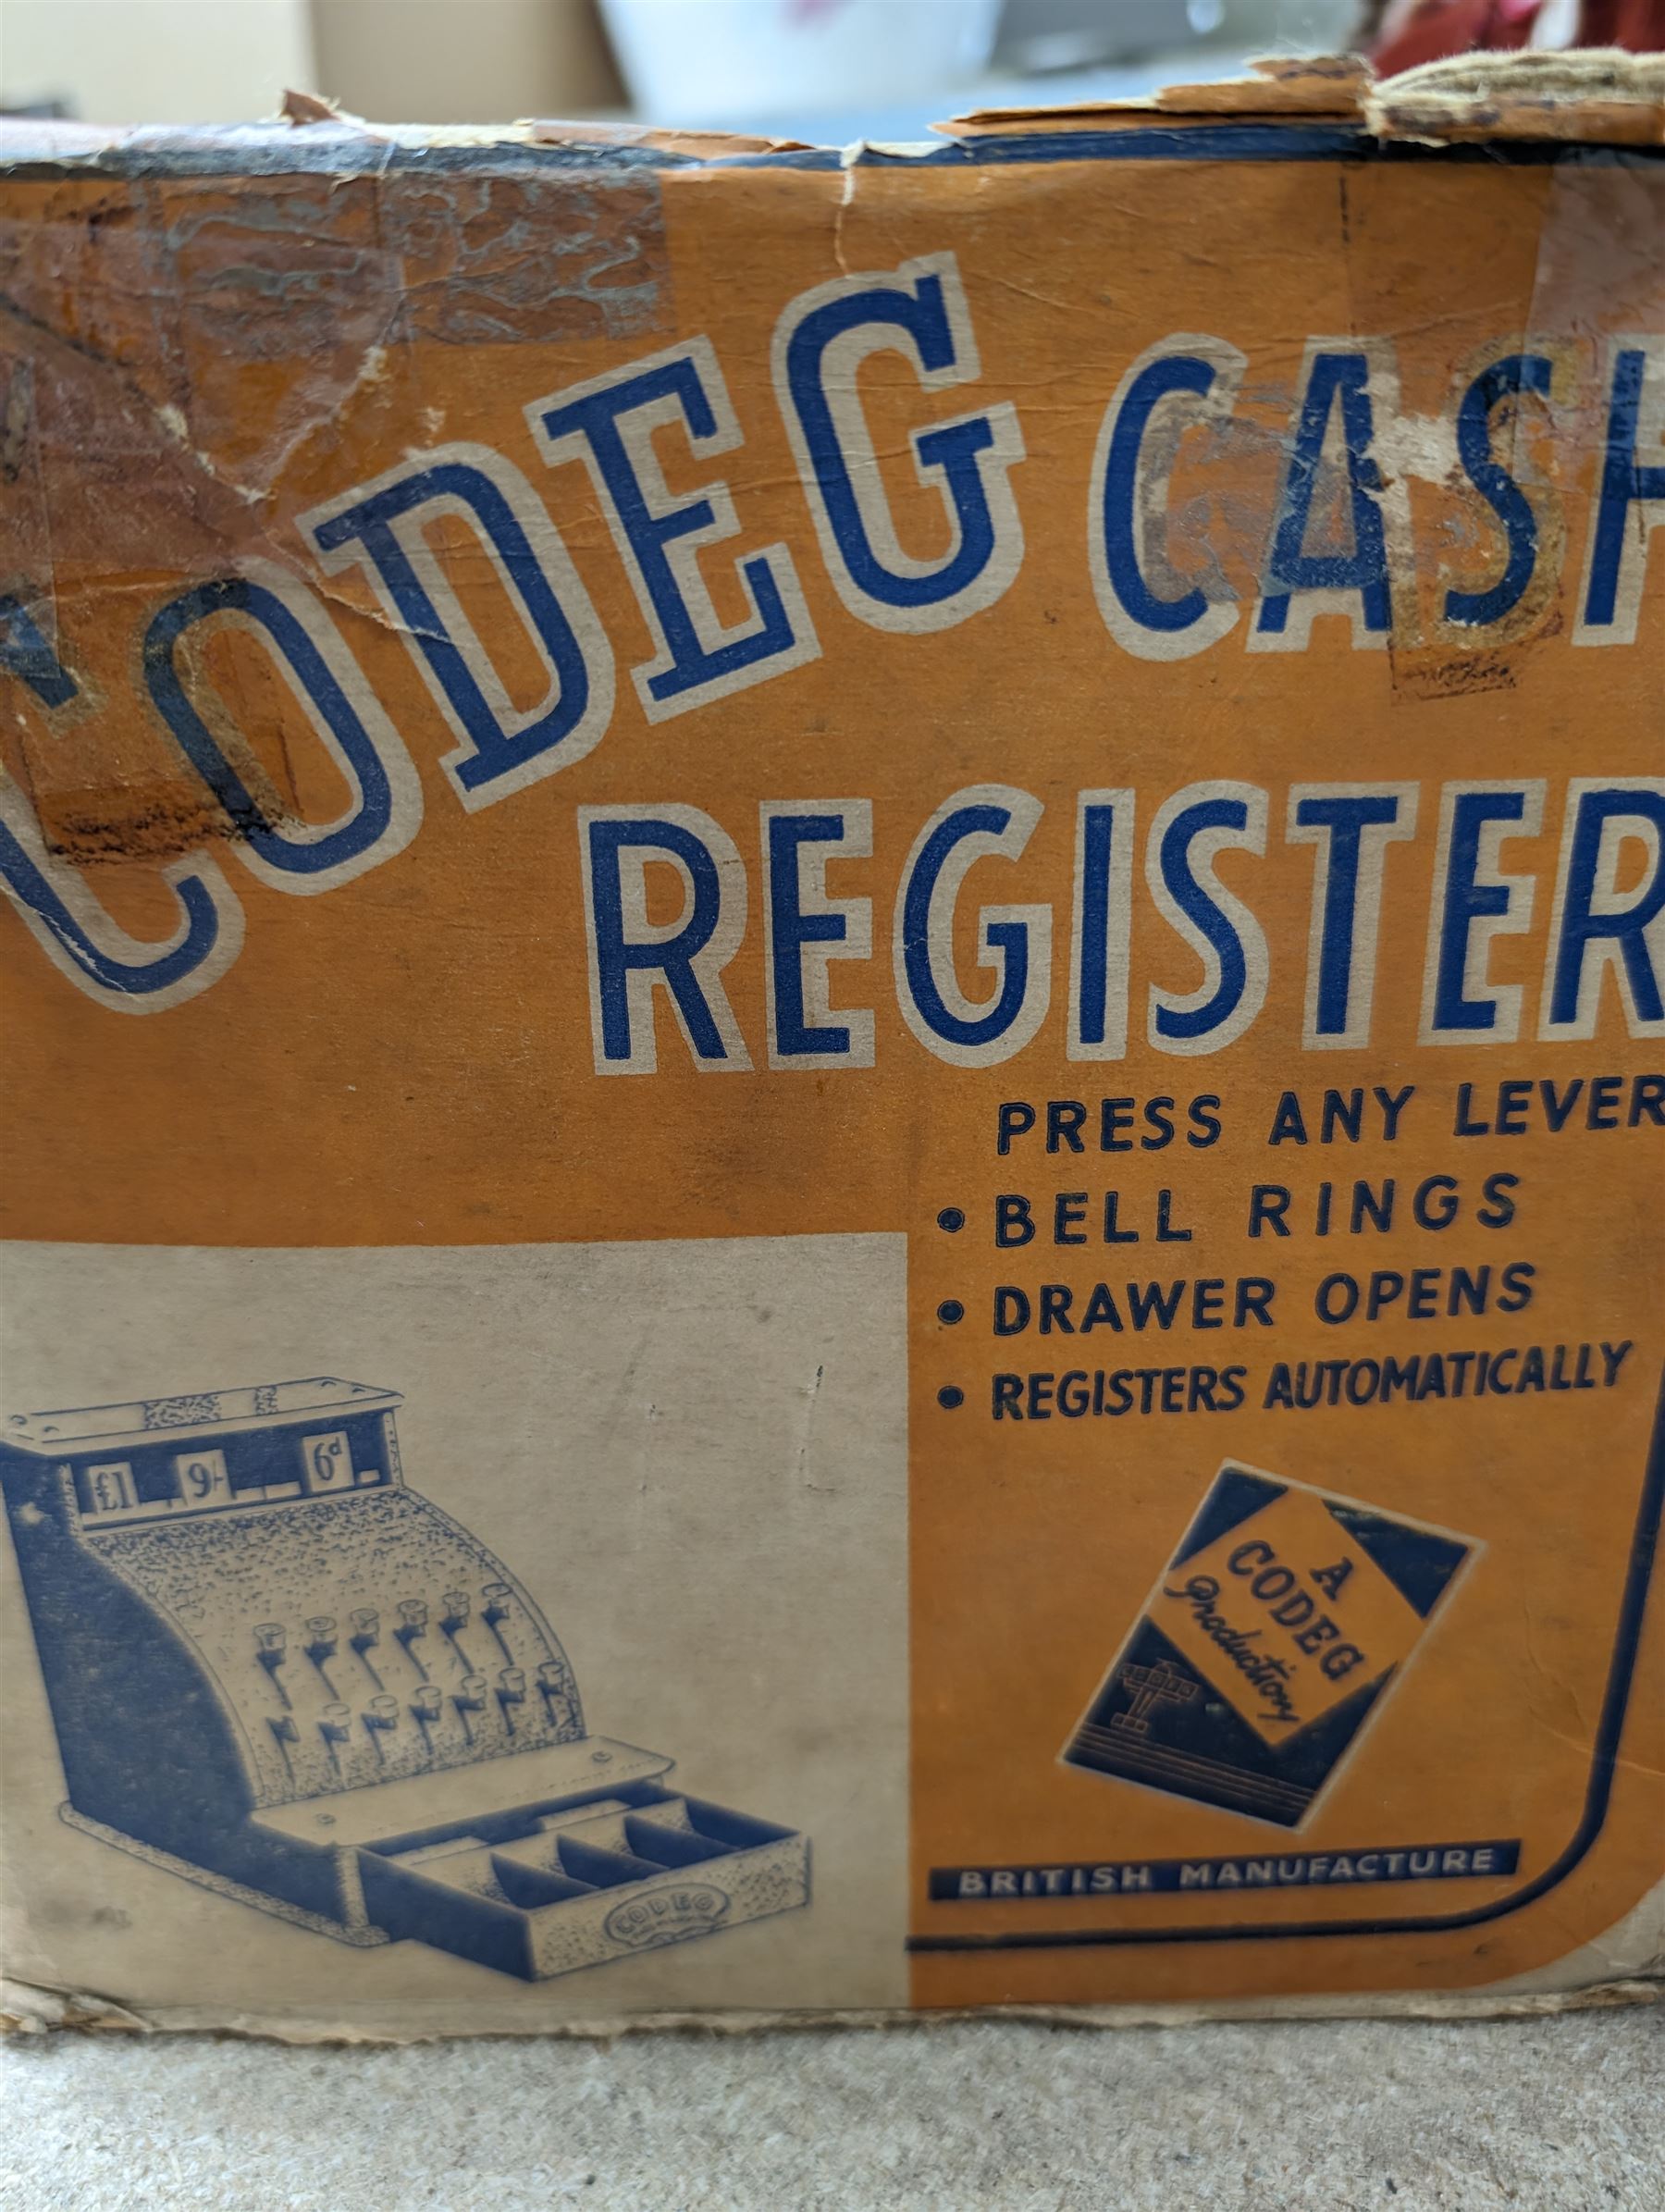 CODEG CASH
REGISTER
PRESS ANY LEVER
• BELL RINGS
• DRAWER OPENS
• REGISTERS AUTOMATICALLY
£1 9/- 6d
A
CODEG
Production
CODEG
BRITISH MANUFACTURE